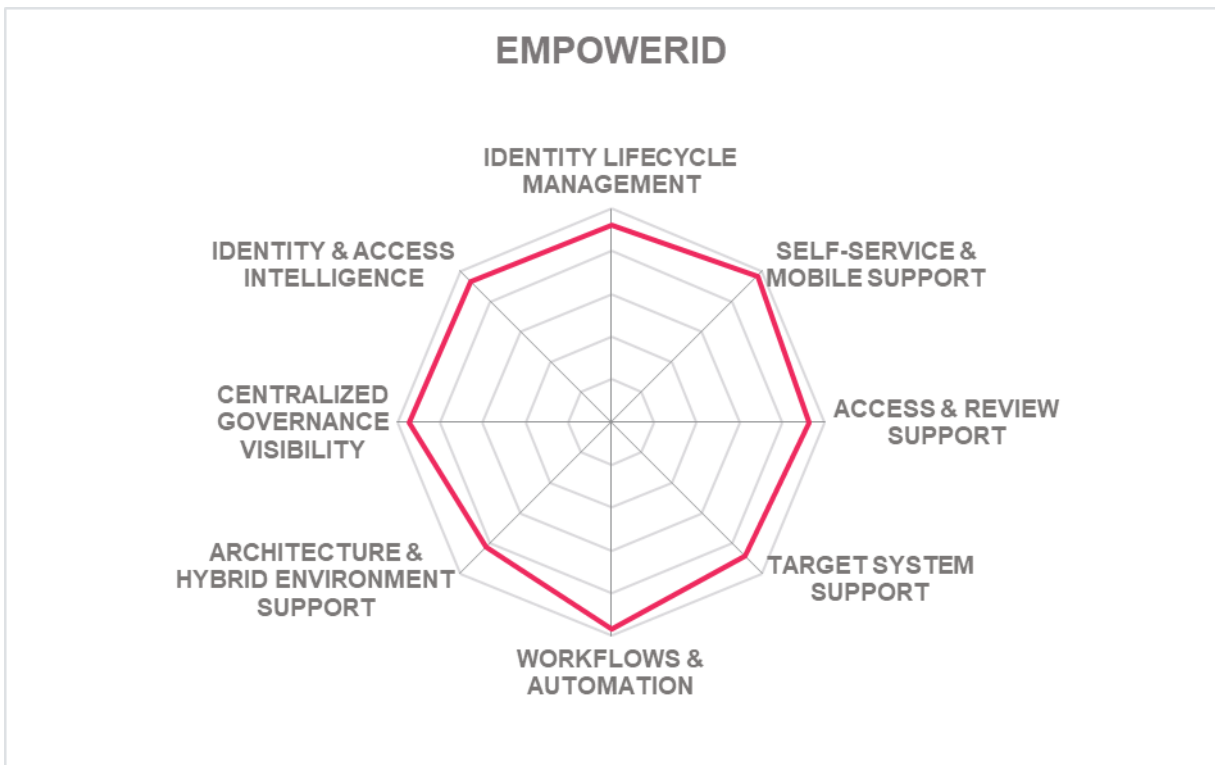 EMPOWERID
IDENTITY LIFECYCLE
MANAGEMENT
SELF-SERVICE &
MOBILE SUPPORT
ACCESS & REVIEW
SUPPORT
TARGET SYSTEM
SUPPORT
WORKFLOWS &
AUTOMATION
ARCHITECTURE &
HYBRID ENVIRONMENT
SUPPORT
CENTRALIZED
GOVERNANCE
VISIBILITY
IDENTITY & ACCESS
INTELLIGENCE